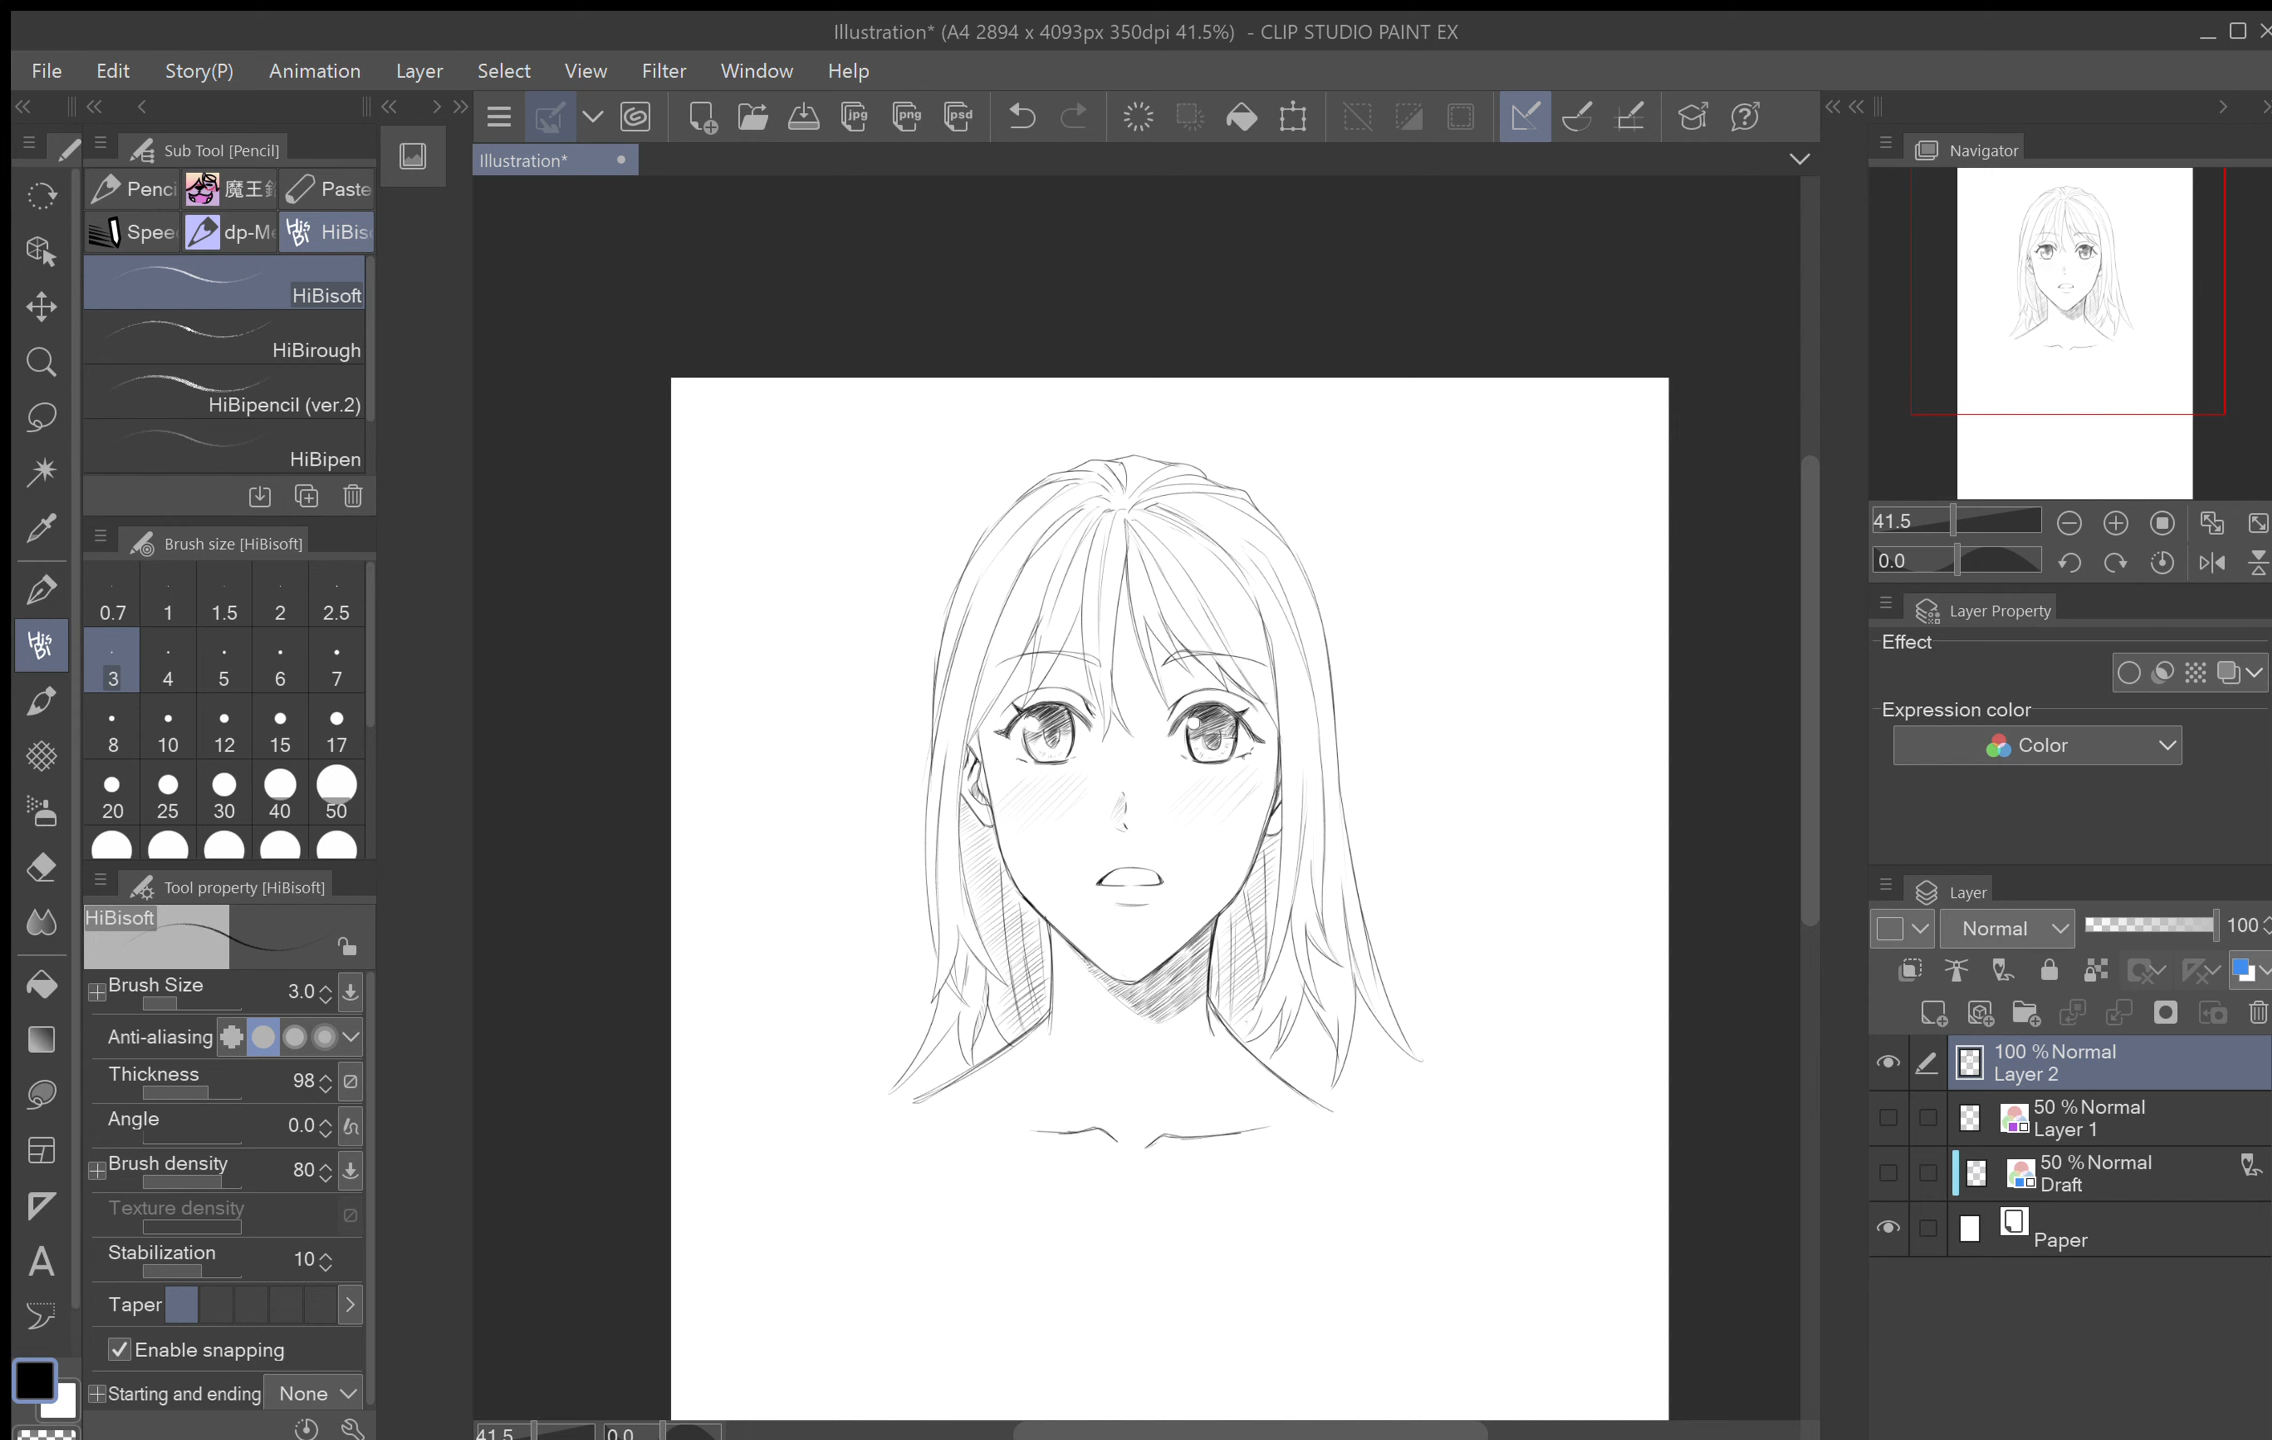 Illustration* (A4 2894 x 4093px 350dpi 41.5%) - CLIP STUDIO PAINT EX
File Edit Story(P) Animation Layer Select View Filter Window Help
jpg png psd
Sub Tool [Pencil]
Penci 魔王 Paste
Spee dp-Me HiBiso
HiBisoft
HiBirough
HiBipencil (ver.2)
HiBipen
Brush size [HiBisoft]
0.7 1 1.5 2 2.5
3 4 5 6 7
8 10 12 15 17
20 25 30 40 50
Tool property [HiBisoft]
HiBisoft
Brush Size 3.0
Anti-aliasing
Thickness 98
Angle 0.0
Brush density 80
Texture density
Stabilization 10
Taper
Enable snapping
Starting and ending None
Illustration*
41.5 0.0
Navigator
41.5
0.0
Layer Property
Effect
Expression color
Color
Layer
Normal 100
100 % Normal
Layer 2
50 % Normal
Layer 1
50 % Normal
Draft
Paper